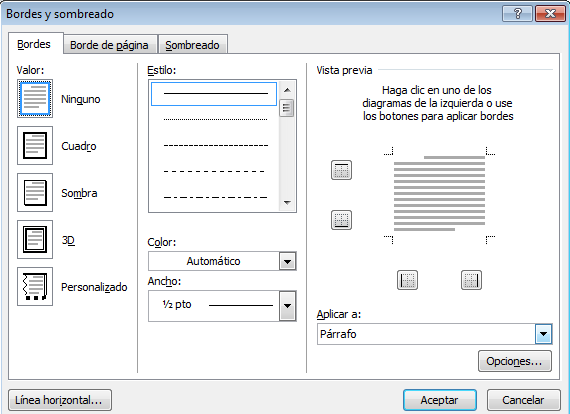 Bordes y sombreado
Bordes
Borde de página
Sombreado
Valor:
Ninguno
Cuadro
Sombra
3D
Personalizado
Estilo:
Color:
Automático
Ancho:
½ pto
Vista previa
Haga clic en uno de los
diagramas de la izquierda o use
los botones para aplicar bordes
Aplicar a:
Párrafo
Opciones...
Línea horizontal...
Aceptar
Cancelar